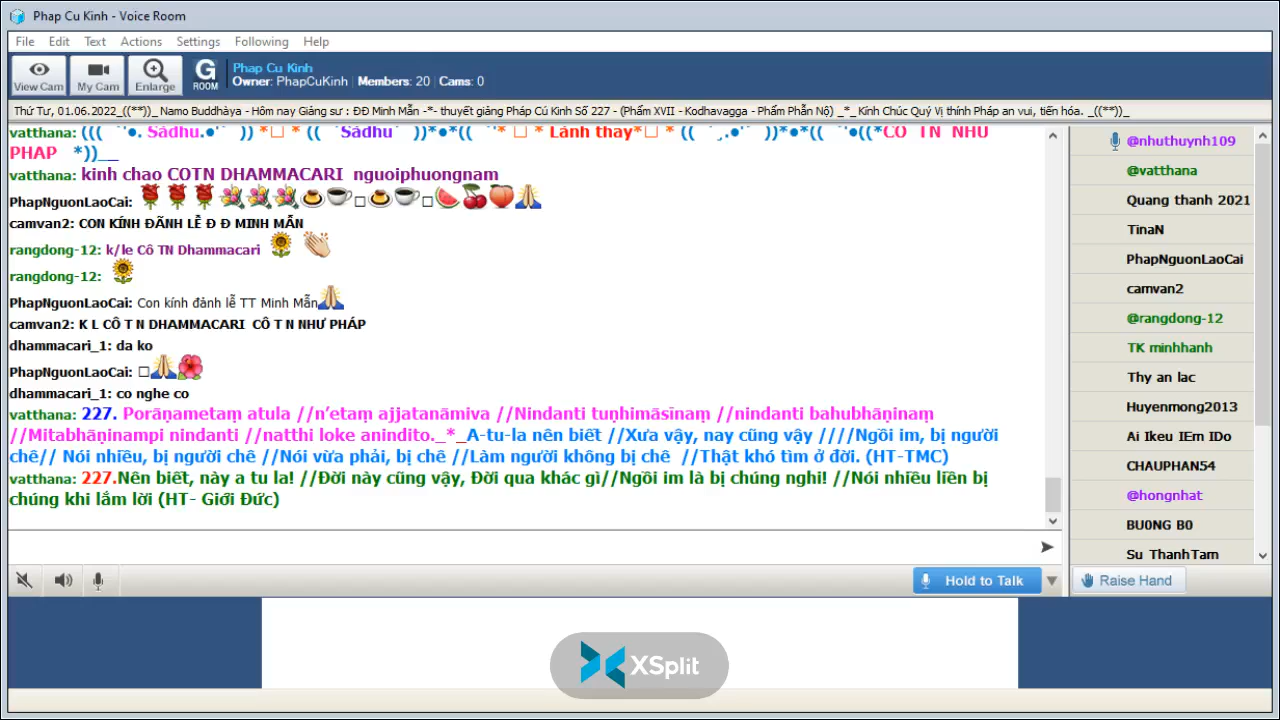 Phap Cu Kinh - Voice Room
File Edit Text Actions Settings Following Help
View Cam My Cam Enlarge G ROOM
Phap Cu Kinh
Owner: PhapCuKinh | Members: 20 | Cams: 0
Thứ Tư, 01.06.2022_((**))_ Namo Buddhàya - Hôm nay Giảng sư : ĐĐ Minh Mẫn -*- thuyết giảng Pháp Cú Kinh Số 227 - (Phẩm XVII - Kodhavagga - Phẩm Phẫn Nộ) _*_ Kính Chúc Quý Vị thính Pháp an vui, tiến hóa. _((**))_
vatthana: (((  ¨'•. Sādhu.•'¨  )) *□ * ((  ¨Sādhu¨  ))*•*((  ¨'* □ * Lành thay*□ * ((  ¨.•'¨  ))*•*((  ¨'•((*CÔ TN NHƯ
PHÁP *))__
vatthana: kinh chao COTN DHAMMACARI nguoiphuongnam
PhapNguonLaoCai: 🌹🌹🌹💐💐💐🍮☕□🍮☕□🍉🍒🍑🙏
camvan2: CON KÍNH ĐÃNH LỄ Đ Đ MINH MẪN
rangdong-12: k/le Cô TN Dhammacari 🌻 👏
rangdong-12: 🌻
PhapNguonLaoCai: Con kính đảnh lễ TT Minh Mẫn🙏
camvan2: K L CÔ T N DHAMMACARI CÔ T N NHƯ PHÁP
dhammacari_1: da ko
PhapNguonLaoCai: □🙏🌺
dhammacari_1: co nghe co
vatthana: 227. Porāṇametaṃ atula //n’etaṃ ajjatanāmiva //Nindanti tuṇhimāsīnaṃ //nindanti bahubhāṇinaṃ
//Mitabhāṇinampi nindanti //natthi loke anindito._*_A-tu-la nên biết //Xưa vậy, nay cũng vậy ////Ngồi im, bị người
chê// Nói nhiều, bị người chê //Nói vừa phải, bị chê //Làm người không bị chê //Thật khó tìm ở đời. (HT-TMC)
vatthana: 227.Nên biết, này a tu la! //Đời này cũng vậy, Đời qua khác gì//Ngồi im là bị chúng nghi! //Nói nhiều liền bị
chúng khi lắm lời (HT- Giới Đức)
@nhuthuynh109
@vatthana
Quang thanh 2021
TinaN
PhapNguonLaoCai
camvan2
@rangdong-12
TK minhhanh
Thy an lac
Huyenmong2013
Ai lkeu IEm IDo
CHAUPHAN54
@hongnhat
BU0NG B0
Su ThanhTam
Hold to Talk
Raise Hand
XSplit